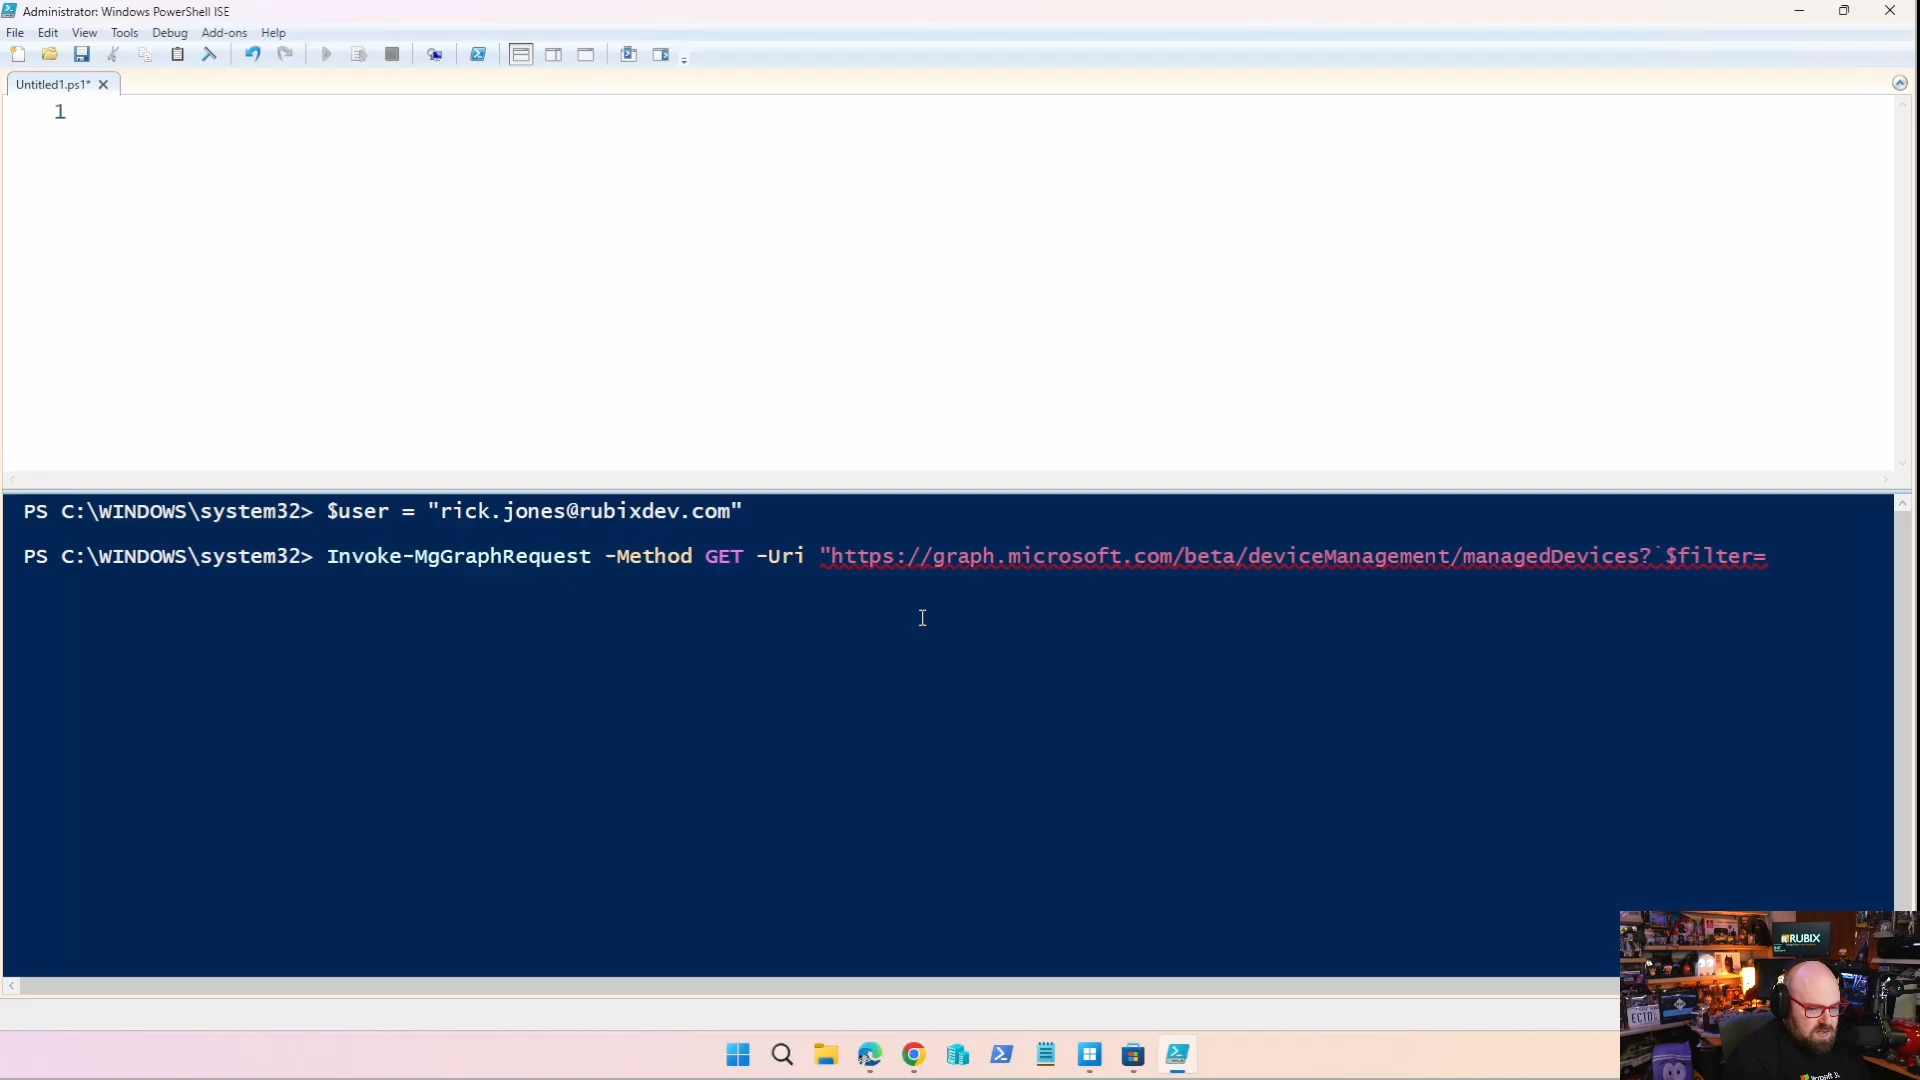 Administrator: Windows PowerShell ISE
File Edit View Tools Debug Add-ons Help
Untitled1.ps1*
1
PS C:\WINDOWS\system32> $user = "rick.jones@rubixdev.com"
PS C:\WINDOWS\system32> Invoke-MgGraphRequest -Method GET -Uri "https://graph.microsoft.com/beta/deviceManagement/managedDevices?`$filter=
RUBIX
ECTO